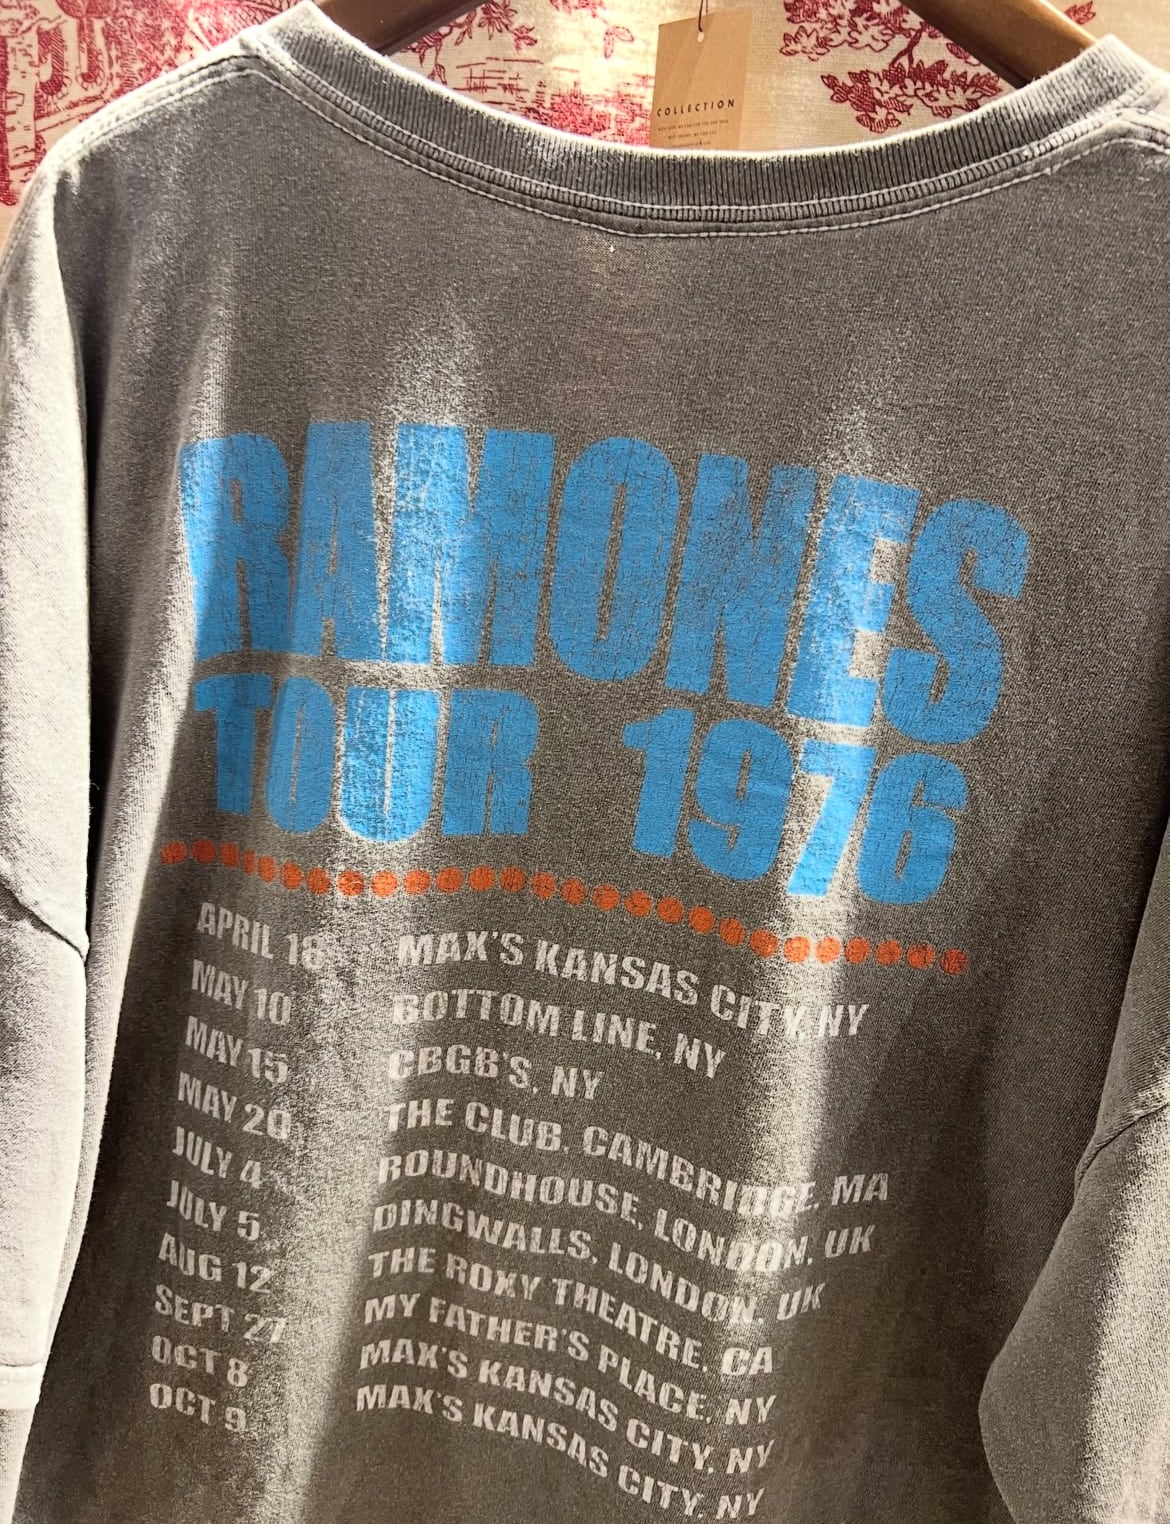 COLLECTION
RAMONES
TOUR 1976
APRIL 18 MAX'S KANSAS CITY, NY
MAY 10 BOTTOM LINE, NY
MAY 15 CBGB'S, NY
MAY 20 THE CLUB, CAMBRIDGE, MA
JULY 4 ROUNDHOUSE, LONDON, UK
JULY 5 DINGWALLS, LONDON, UK
AUG 12 THE ROXY THEATRE, CA
SEPT 27 MY FATHER'S PLACE, NY
OCT 8 MAX'S KANSAS CITY, NY
OCT 9 MAX'S KANSAS CITY, NY